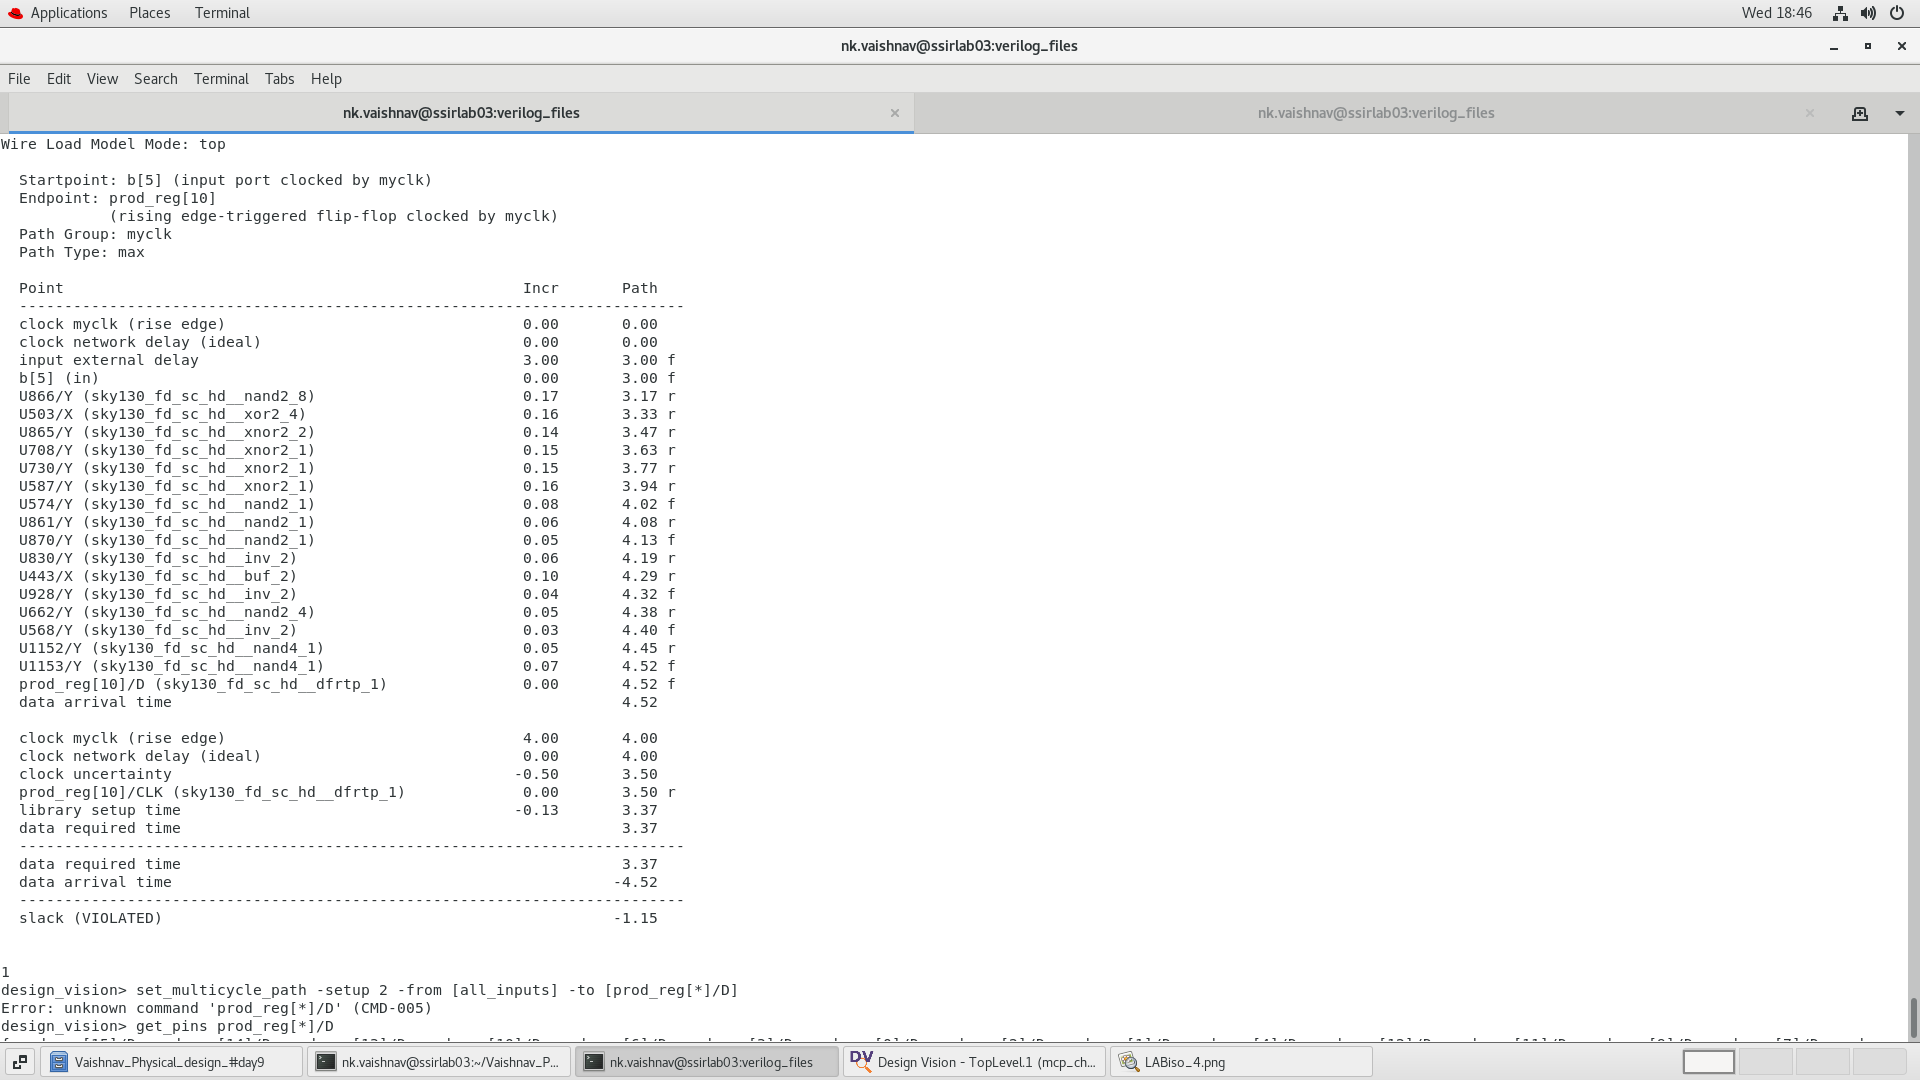 Applications Places Terminal Wed 18:46
nk.vaishnav@ssirlab03:verilog_files
File Edit View Search Terminal Tabs Help
nk.vaishnav@ssirlab03:verilog_files nk.vaishnav@ssirlab03:verilog_files
Wire Load Model Mode: top
Startpoint: b[5] (input port clocked by myclk)
Endpoint: prod_reg[10]
(rising edge-triggered flip-flop clocked by myclk)
Path Group: myclk
Path Type: max
Point Incr Path
--------------------------------------------------------------------------
clock myclk (rise edge) 0.00 0.00
clock network delay (ideal) 0.00 0.00
input external delay 3.00 3.00 f
b[5] (in) 0.00 3.00 f
U866/Y (sky130_fd_sc_hd__nand2_8) 0.17 3.17 r
U503/X (sky130_fd_sc_hd__xor2_4) 0.16 3.33 r
U865/Y (sky130_fd_sc_hd__xnor2_2) 0.14 3.47 r
U708/Y (sky130_fd_sc_hd__xnor2_1) 0.15 3.63 r
U730/Y (sky130_fd_sc_hd__xnor2_1) 0.15 3.77 r
U587/Y (sky130_fd_sc_hd__xnor2_1) 0.16 3.94 r
U574/Y (sky130_fd_sc_hd__nand2_1) 0.08 4.02 f
U861/Y (sky130_fd_sc_hd__nand2_1) 0.06 4.08 r
U870/Y (sky130_fd_sc_hd__nand2_1) 0.05 4.13 f
U830/Y (sky130_fd_sc_hd__inv_2) 0.06 4.19 r
U443/X (sky130_fd_sc_hd__buf_2) 0.10 4.29 r
U928/Y (sky130_fd_sc_hd__inv_2) 0.04 4.32 f
U662/Y (sky130_fd_sc_hd__nand2_4) 0.05 4.38 r
U568/Y (sky130_fd_sc_hd__inv_2) 0.03 4.40 f
U1152/Y (sky130_fd_sc_hd__nand4_1) 0.05 4.45 r
U1153/Y (sky130_fd_sc_hd__nand4_1) 0.07 4.52 f
prod_reg[10]/D (sky130_fd_sc_hd__dfrtp_1) 0.00 4.52 f
data arrival time 4.52
clock myclk (rise edge) 4.00 4.00
clock network delay (ideal) 0.00 4.00
clock uncertainty -0.50 3.50
prod_reg[10]/CLK (sky130_fd_sc_hd__dfrtp_1) 0.00 3.50 r
library setup time -0.13 3.37
data required time 3.37
--------------------------------------------------------------------------
data required time 3.37
data arrival time -4.52
--------------------------------------------------------------------------
slack (VIOLATED) -1.15
1
design_vision> set_multicycle_path -setup 2 -from [all_inputs] -to [prod_reg[*]/D]
Error: unknown command 'prod_reg[*]/D' (CMD-005)
design_vision> get_pins prod_reg[*]/D
Vaishnav_Physical_design_#day9 nk.vaishnav@ssirlab03:~/Vaishnav_P... nk.vaishnav@ssirlab03:verilog_files Design Vision - TopLevel.1 (mcp_ch... LABiso_4.png